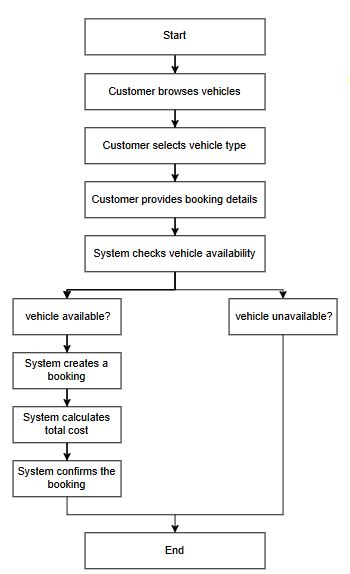 Start
Customer browses vehicles
Customer selects vehicle type
Customer provides booking details
System checks vehicle availability
vehicle available?
vehicle unavailable?
System creates a
booking
System calculates
total cost
System confirms the
booking
End